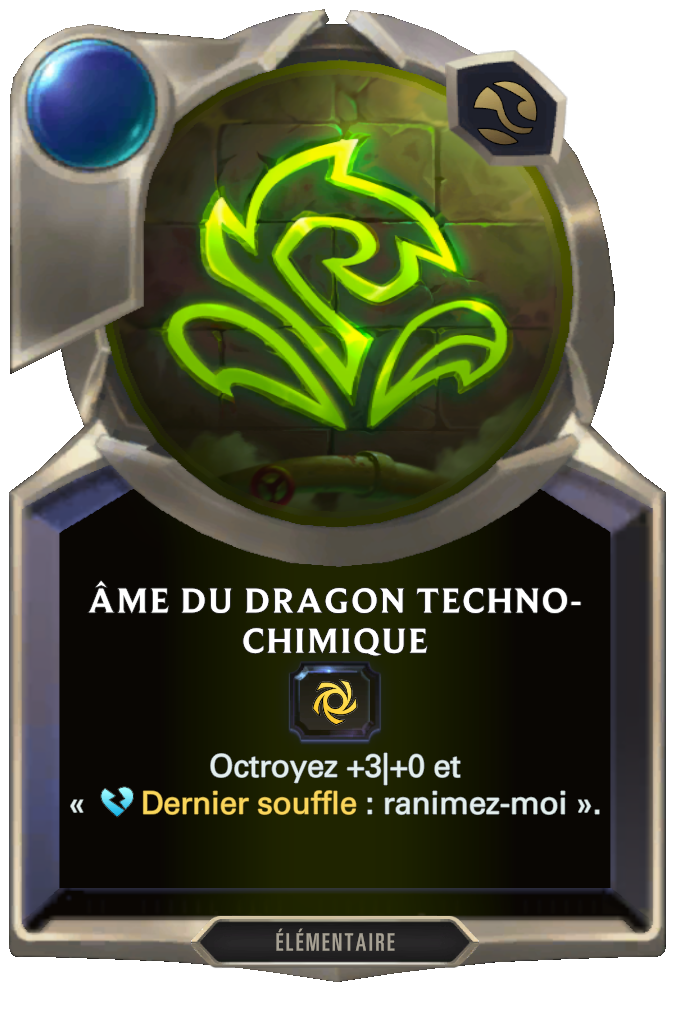 ÂME DU DRAGON TECHNO-
CHIMIQUE
Octroyez +3|+0 et
« Dernier souffle : ranimez-moi ».
ÉLÉMENTAIRE